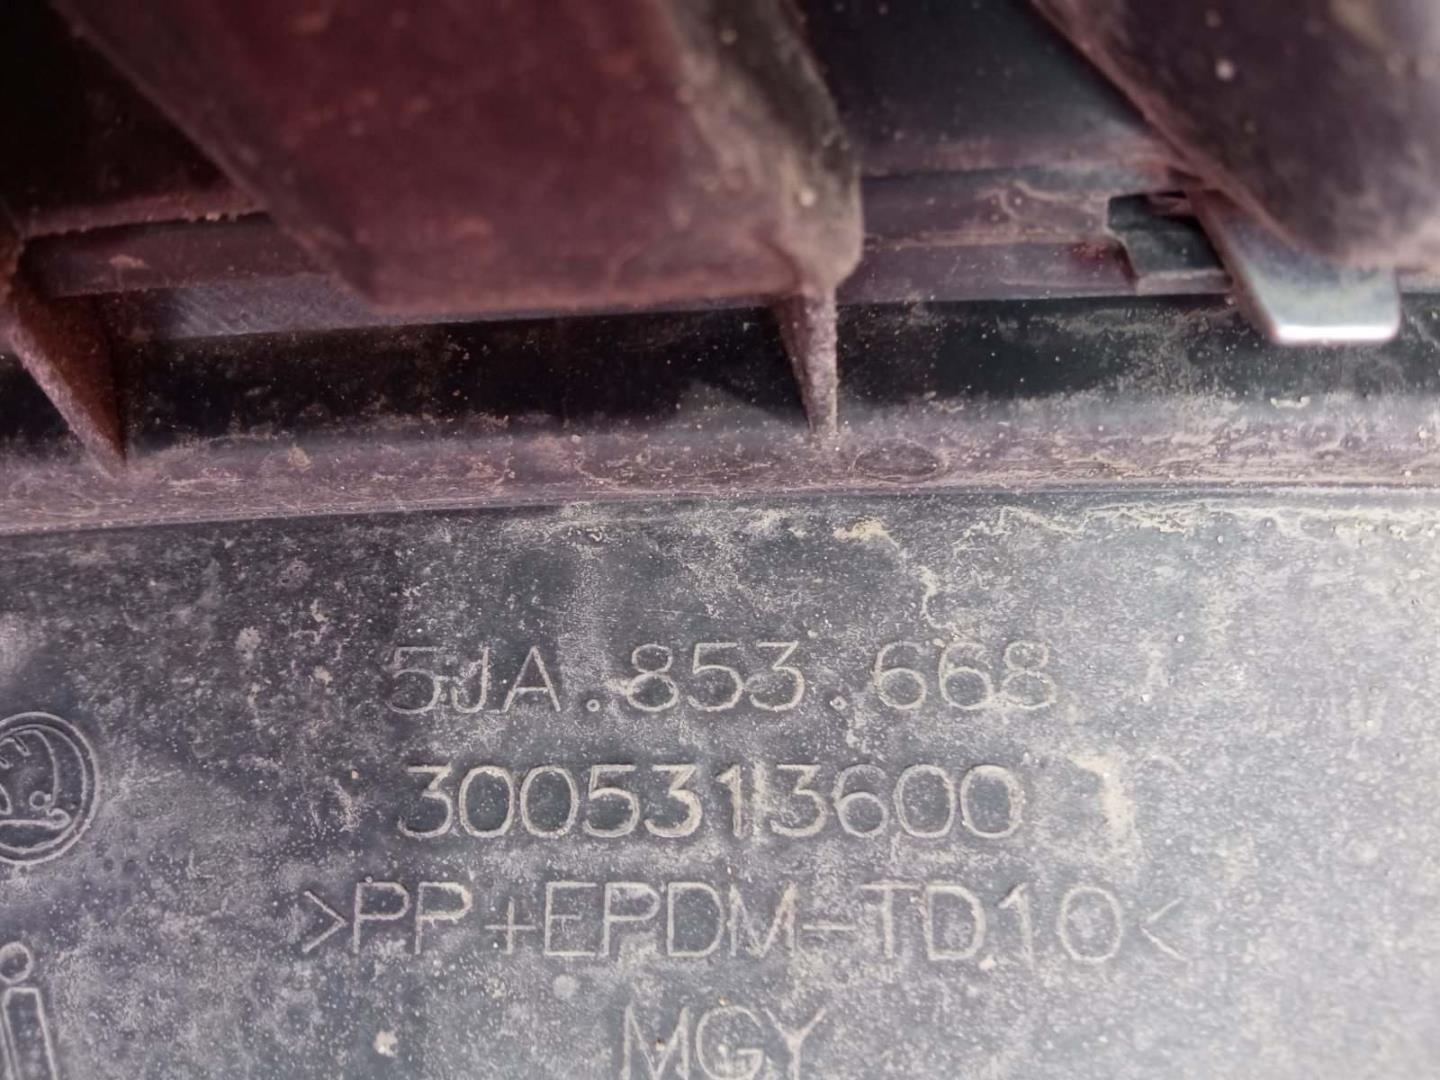 5JA.853.668
3005313600
>PP+EPDM-TD10<
MGY